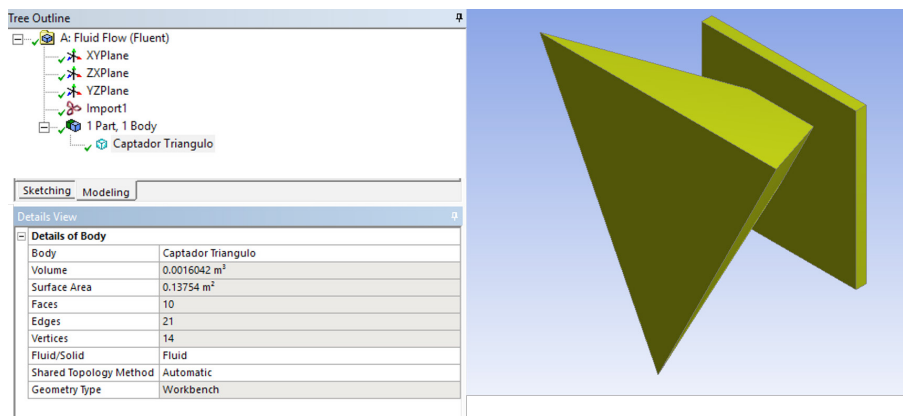 Tree Outline
A: Fluid Flow (Fluent)
XYPlane
ZXPlane
YZPlane
Import1
1 Part, 1 Body
Captador Triangulo
Sketching Modeling
Details View
Details of Body
Body Captador Triangulo
Volume 0.0016042 m³
Surface Area 0.13754 m²
Faces 10
Edges 21
Vertices 14
Fluid/Solid Fluid
Shared Topology Method Automatic
Geometry Type Workbench